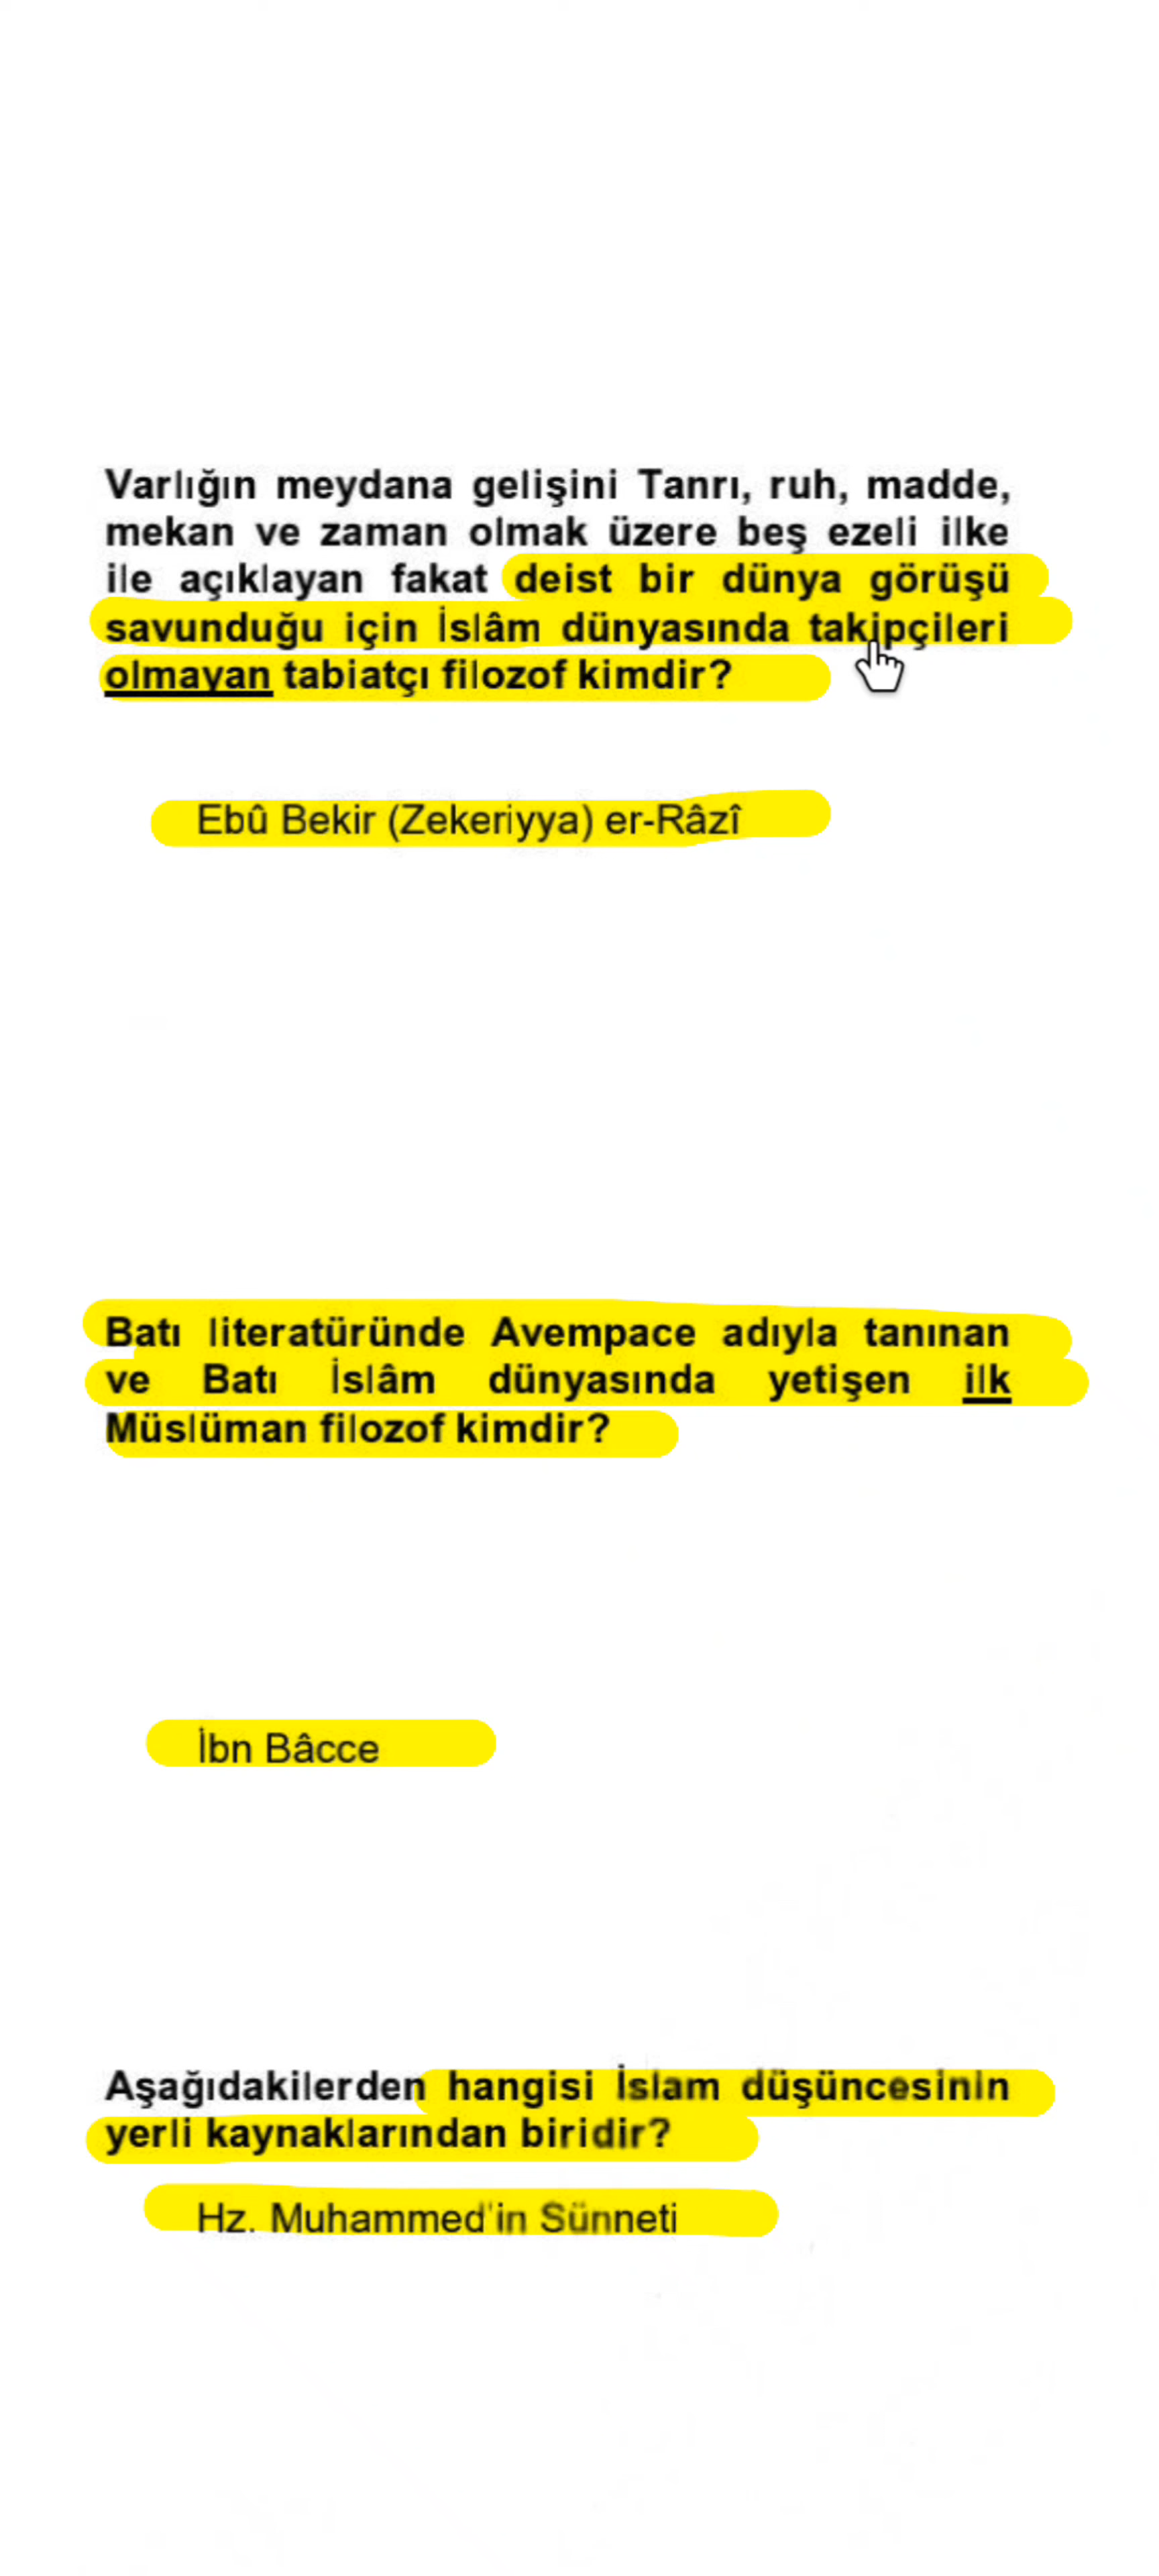 Varlığın meydana gelişini Tanrı, ruh, madde,
mekan ve zaman olmak üzere beş ezeli ilke
ile açıklayan fakat deist bir dünya görüşü
savunduğu için İslâm dünyasında takipçileri
olmayan tabiatçı filozof kimdir?
Ebû Bekir (Zekeriyya) er-Râzî
Batı literatüründe Avempace adıyla tanınan
ve Batı İslâm dünyasında yetişen ilk
Müslüman filozof kimdir?
İbn Bâcce
Aşağıdakilerden hangisi İslam düşüncesinin
yerli kaynaklarından biridir?
Hz. Muhammed'in Sünneti